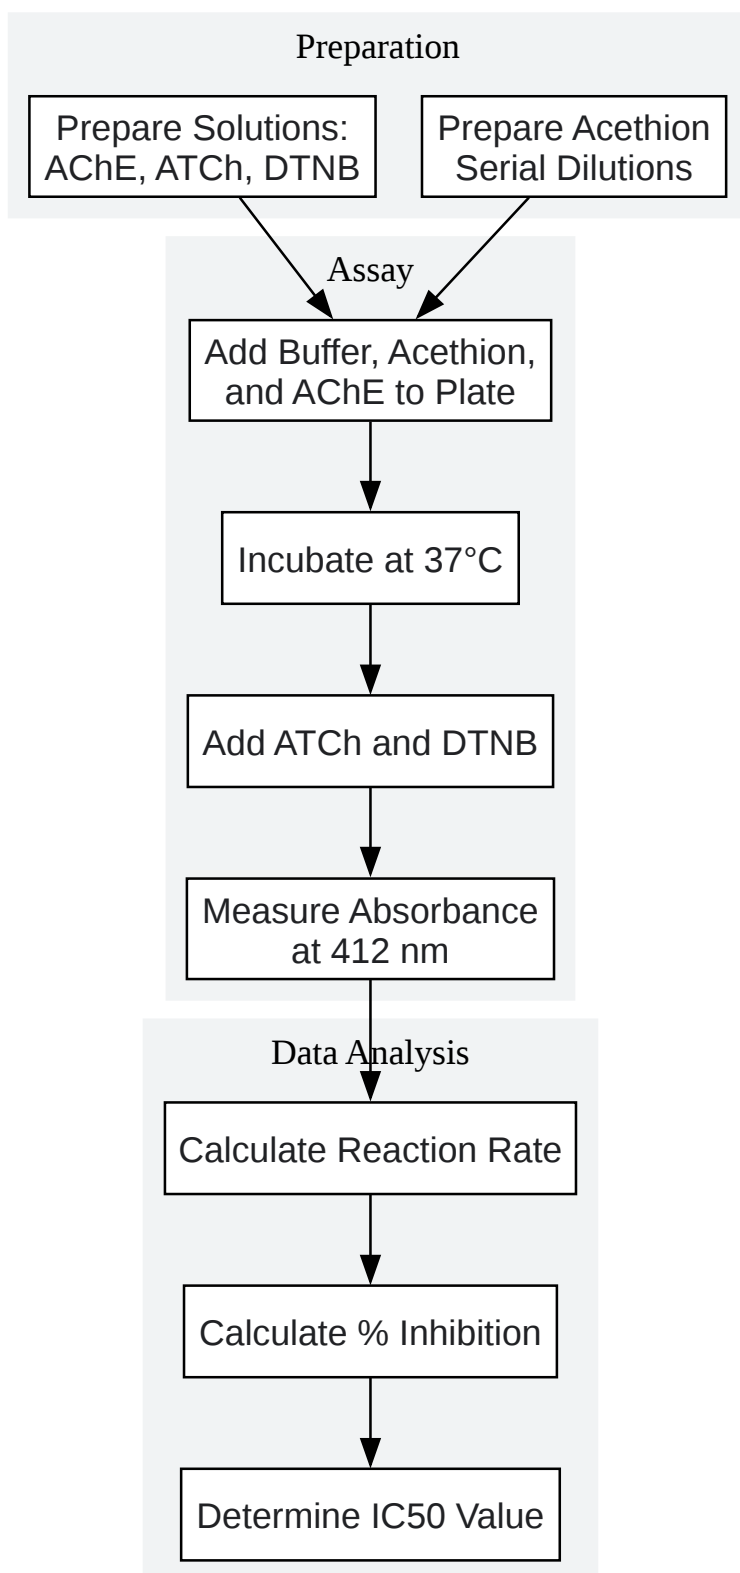 Preparation
Prepare Solutions:
AChE, ATCh, DTNB
Prepare Acethion
Serial Dilutions
Assay
Add Buffer, Acethion,
and AChE to Plate
Incubate at 37°C
Add ATCh and DTNB
Measure Absorbance
at 412 nm
Data Analysis
Calculate Reaction Rate
Calculate % Inhibition
Determine IC50 Value